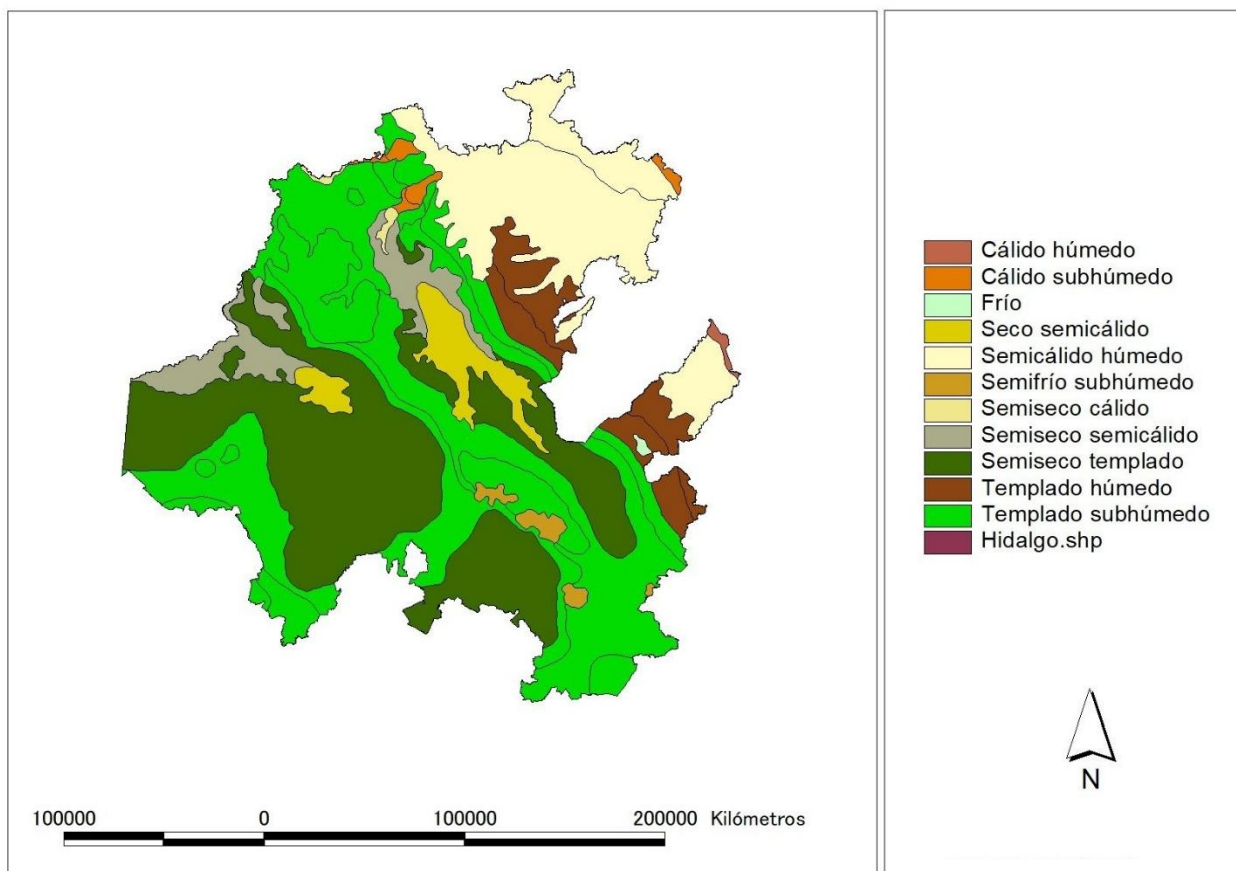 Cálido húmedo
Cálido subhúmedo
Frío
Seco semicálido
Semicálido húmedo
Semifrío subhúmedo
Semiseco cálido
Semiseco semicálido
Semiseco templado
Templado húmedo
Templado subhúmedo
Hidalgo.shp
N
100000 0 100000 200000 Kilómetros